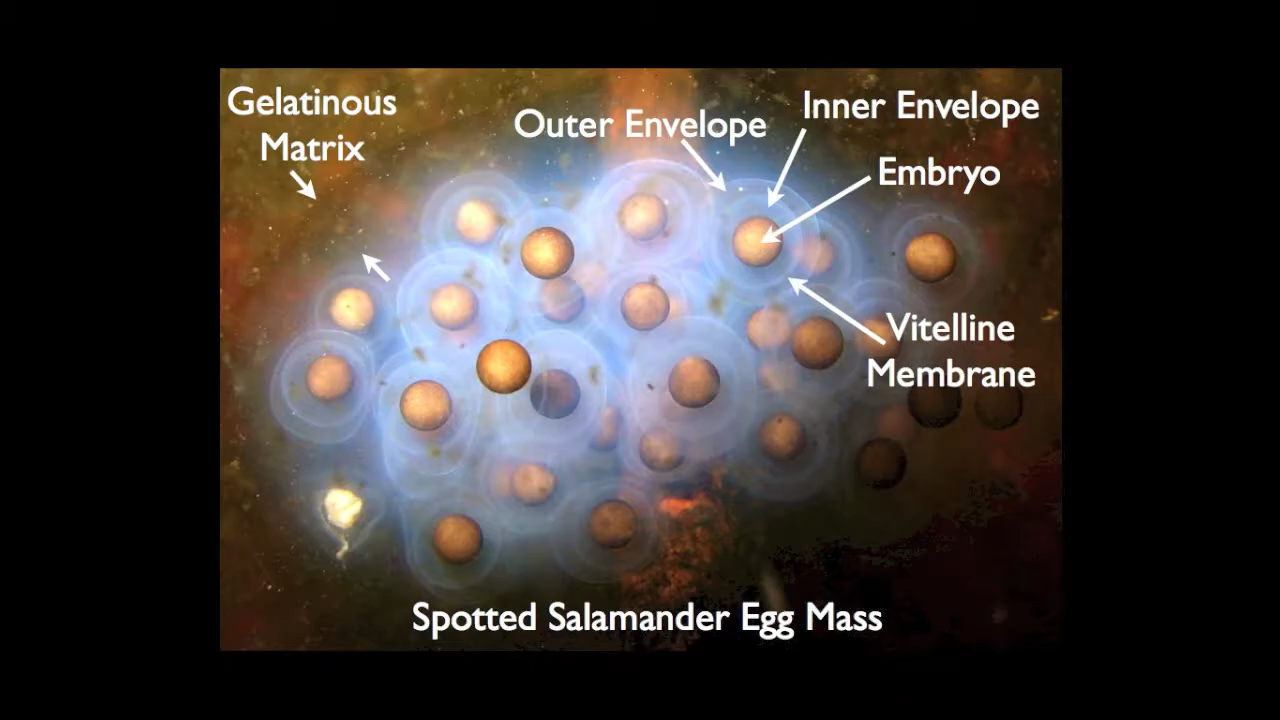 Gelatinous
Matrix
Outer Envelope
Inner Envelope
Embryo
Vitelline
Membrane
Spotted Salamander Egg Mass